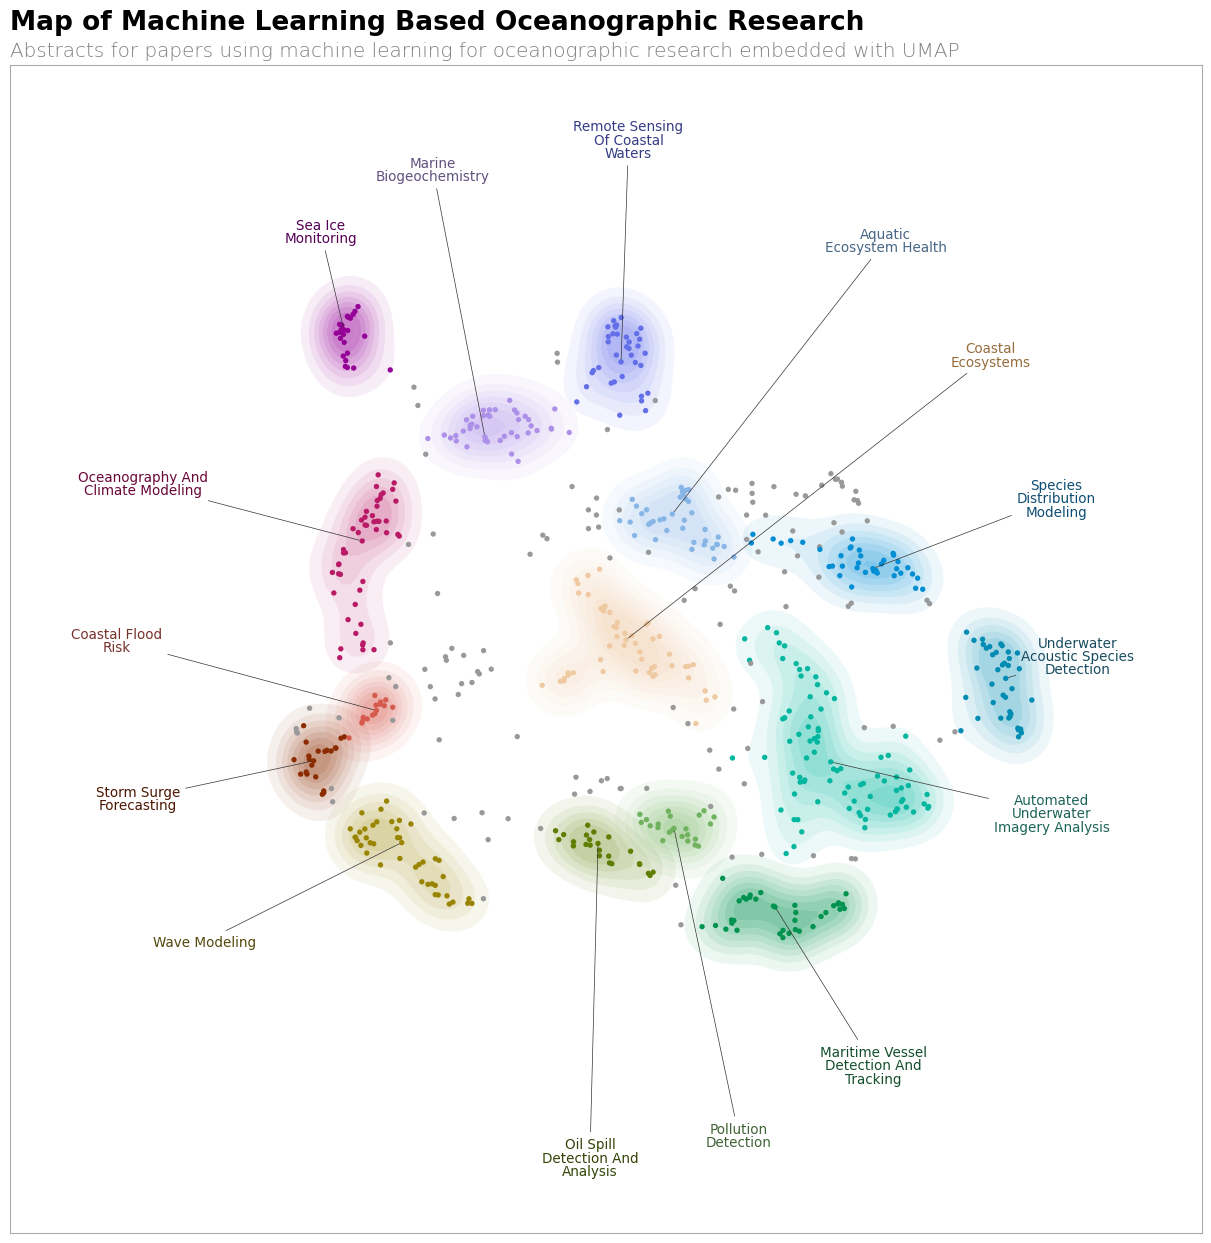 Map of Machine Learning Based Oceanographic Research
Abstracts for papers using machine learning for oceanographic research embedded with UMAP
Remote Sensing
Of Coastal
Waters
Marine
Biogeochemistry
Sea Ice
Monitoring
Aquatic
Ecosystem Health
Coastal
Ecosystems
Oceanography And
Climate Modeling
Species
Distribution
Modeling
Coastal Flood
Risk
Underwater
Acoustic Species
Detection
Storm Surge
Forecasting
Automated
Underwater
Imagery Analysis
Wave Modeling
Maritime Vessel
Detection And
Tracking
Pollution
Detection
Oil Spill
Detection And
Analysis